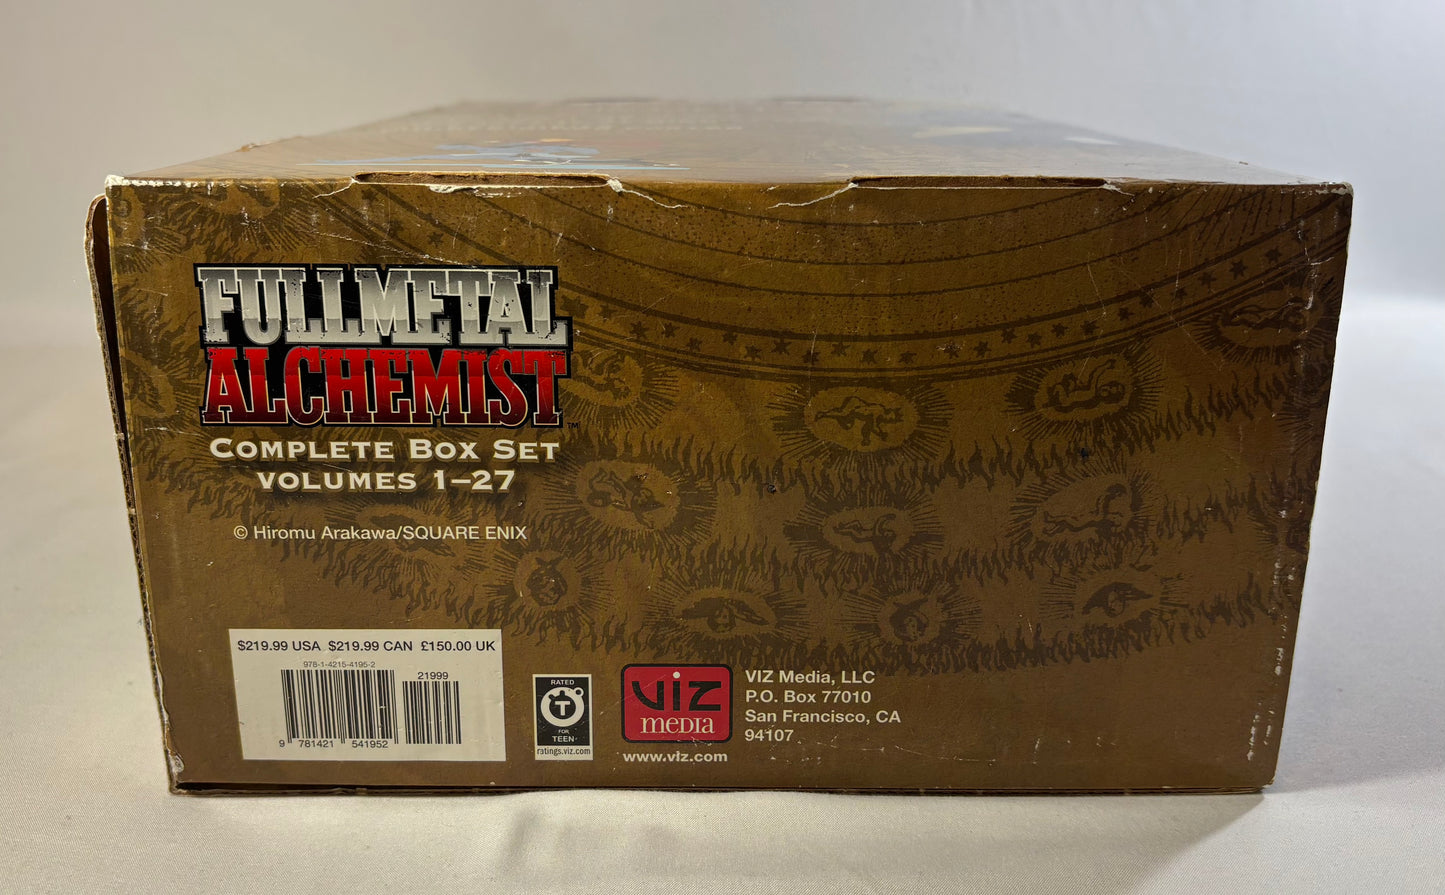 FULLMETAL
ALCHEMIST™
COMPLETE BOX SET
VOLUMES 1–27
© Hiromu Arakawa/SQUARE ENIX
$219.99 USA $219.99 CAN £150.00 UK
978-1-4215-4195-2
21999
9 781421 541952
RATED
T
FOR
TEEN
ratings.viz.com
VIZ
MEDIA
www.viz.com
VIZ Media, LLC
P.O. Box 77010
San Francisco, CA
94107